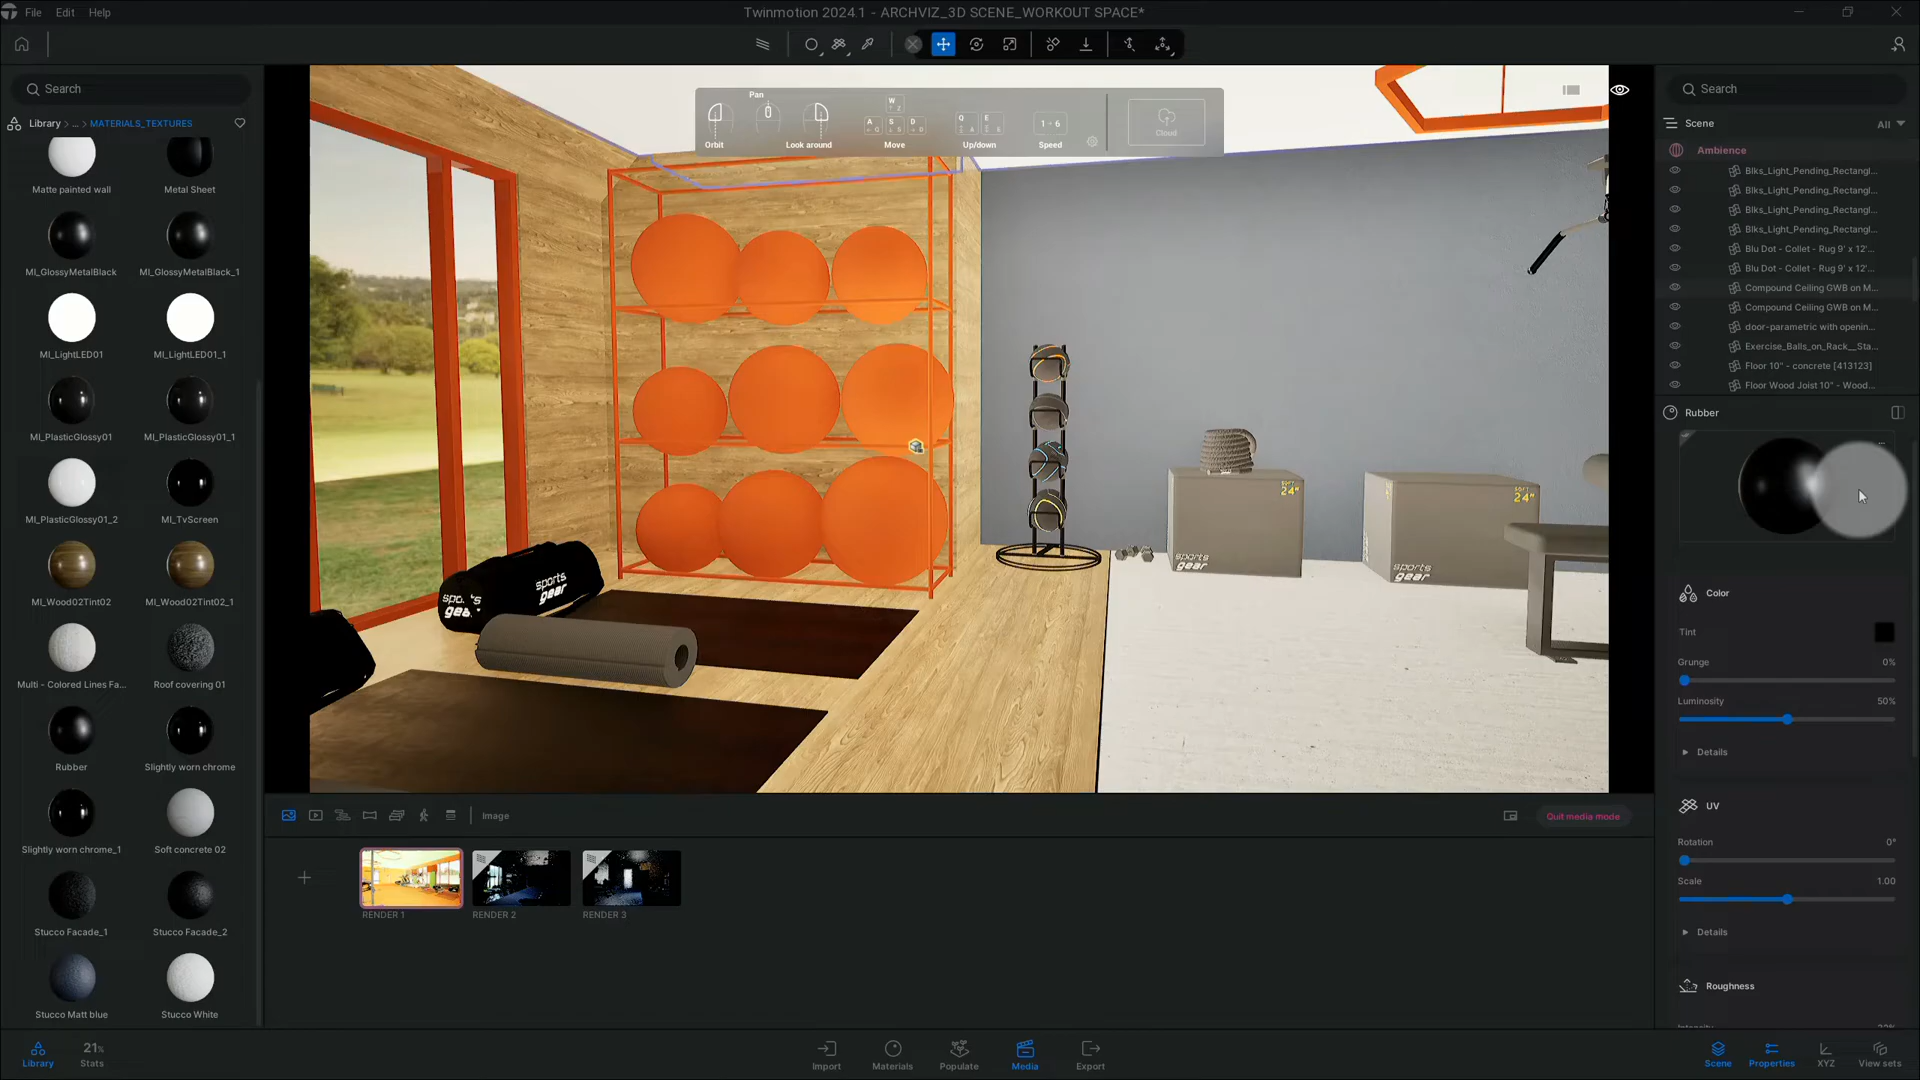 File Edit Help
Twinmotion 2024.1 - ARCHVIZ_3D SCENE_WORKOUT SPACE*
Search
Library > ... > MATERIALS_TEXTURES
Matte painted wall
Metal Sheet
MI_GlossyMetalBlack
MI_GlossyMetalBlack_1
MI_LightLED01
MI_LightLED01_1
MI_PlasticGlossy01
MI_PlasticGlossy01_1
MI_PlasticGlossy01_2
MI_TvScreen
MI_Wood02Tint02
MI_Wood02Tint02_1
Multi - Colored Lines Fa...
Roof covering 01
Rubber
Slightly worn chrome
Slightly worn chrome_1
Soft concrete 02
Stucco Facade_1
Stucco Facade_2
Stucco Matt blue
Stucco White
Pan
W
A S D
Q E
1 - 6
Cloud
Orbit
Look around
Move
Up/down
Speed
24"
24"
sports
gear
sports
gear
sports
sports
gear
Image
Quit media mode
RENDER 1
RENDER 2
RENDER 3
Search
Scene
All
Ambience
Blks_Light_Pending_Rectangl...
Blks_Light_Pending_Rectangl...
Blks_Light_Pending_Rectangl...
Blks_Light_Pending_Rectangl...
Blu Dot - Collet - Rug 9' x 12'...
Blu Dot - Collet - Rug 9' x 12'...
Compound Ceiling GWB on M...
Compound Ceiling GWB on M...
door-parametric with openin...
Exercise_Balls_on_Rack__Sta...
Floor 10" - concrete [413123]
Floor Wood Joist 10" - Wood...
Rubber
Color
Tint
Grunge 0%
Luminosity 50%
Details
UV
Rotation 0°
Scale 1.00
Details
Roughness
Library
21%
Stats
Import
Materials
Populate
Media
Export
Scene
Properties
XYZ
View sets